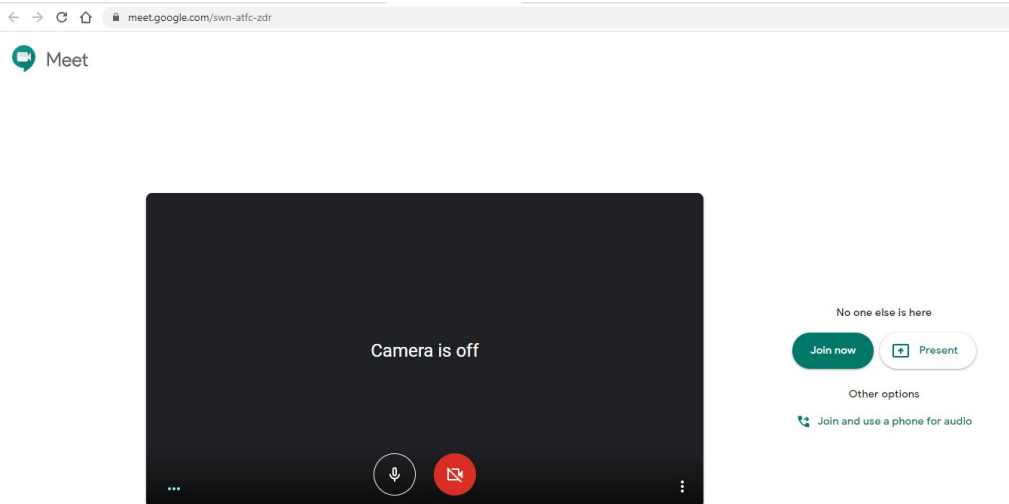 meet.google.com/swn-atfc-zdr
Meet
Camera is off
No one else is here
Join now
Present
Other options
Join and use a phone for audio